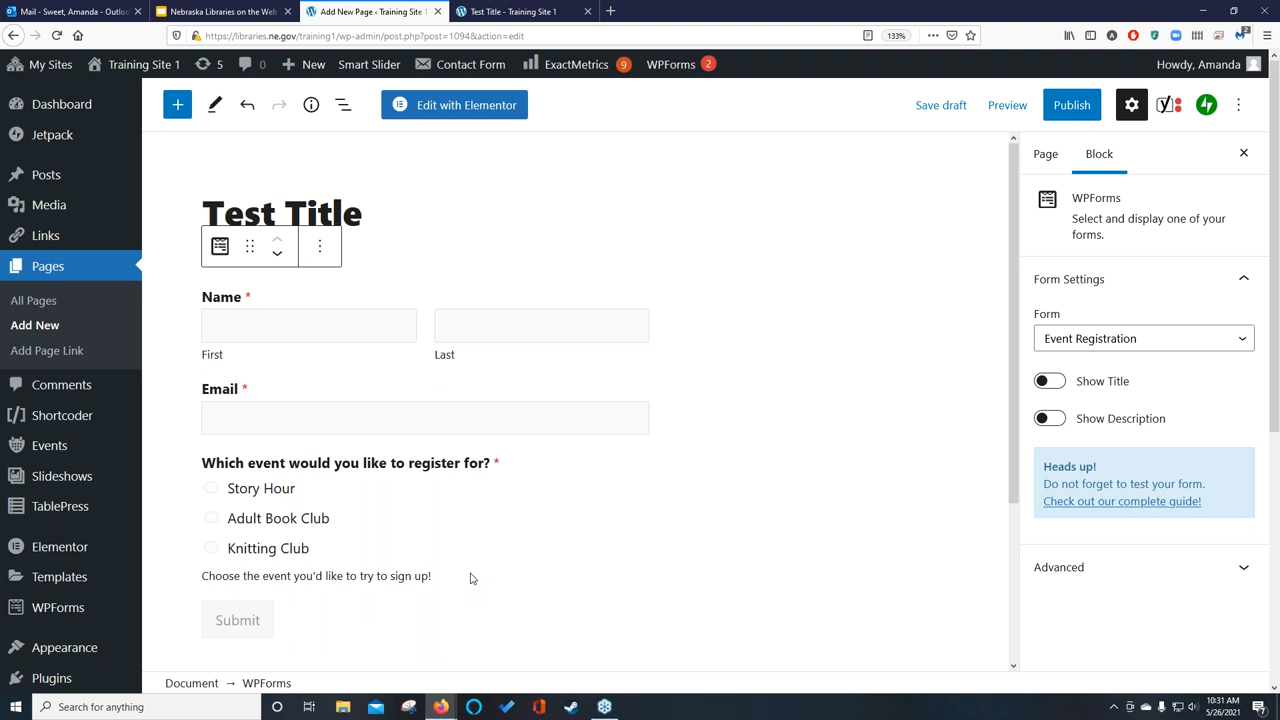 Mail - Sweet, Amanda - Outloo
Nebraska Libraries on the Web
Add New Page ‹ Training Site 1
Test Title - Training Site 1
https://libraries.ne.gov/training1/wp-admin/post.php?post=1094&action=edit
133%
My Sites
Training Site 1
5
0
New
Smart Slider
Contact Form
ExactMetrics
9
WPForms
2
Howdy, Amanda
Dashboard
Jetpack
Posts
Media
Links
Pages
All Pages
Add New
Add Page Link
Comments
Shortcoder
Events
Slideshows
TablePress
Elementor
Templates
WPForms
Appearance
Plugins
Edit with Elementor
Save draft
Preview
Publish
Test Title
Name *
First
Last
Email *
Which event would you like to register for? *
Story Hour
Adult Book Club
Knitting Club
Choose the event you'd like to try to sign up!
Submit
Document → WPForms
Page
Block
WPForms
Select and display one of your
forms.
Form Settings
Form
Event Registration
Show Title
Show Description
Heads up!
Do not forget to test your form.
Check out our complete guide!
Advanced
Search for anything
10:31 AM
5/26/2021